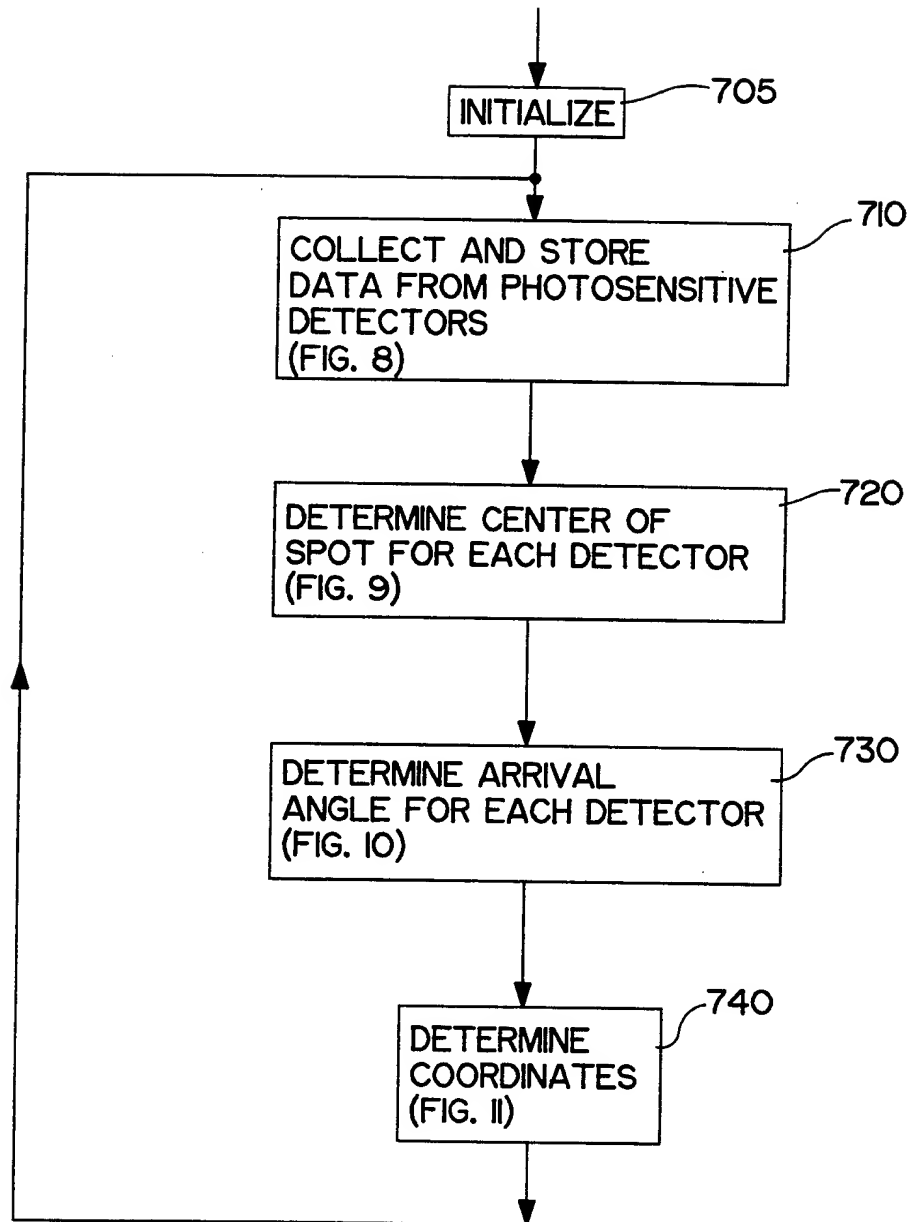 INITIALIZE
705
COLLECT AND STORE
DATA FROM PHOTOSENSITIVE
DETECTORS
(FIG. 8)
710
DETERMINE CENTER OF
SPOT FOR EACH DETECTOR
(FIG. 9)
720
DETERMINE ARRIVAL
ANGLE FOR EACH DETECTOR
(FIG. 10)
730
DETERMINE
COORDINATES
(FIG. 11)
740